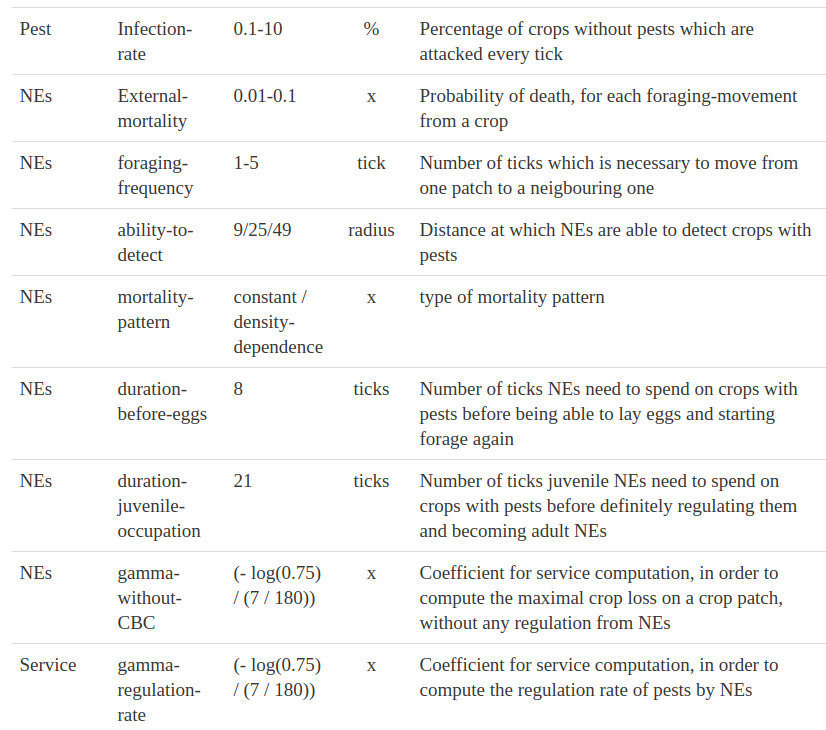 Pest Infection- 0.1-10 % Percentage of crops without pests which are
rate attacked every tick
NEs External- 0.01-0.1 x Probability of death, for each foraging-movement
mortality from a crop
NEs foraging- 1-5 tick Number of ticks which is necessary to move from
frequency one patch to a neigbouring one
NEs ability-to- 9/25/49 radius Distance at which NEs are able to detect crops with
detect pests
NEs mortality- constant / x type of mortality pattern
pattern density-
dependence
NEs duration- 8 ticks Number of ticks NEs need to spend on crops with
before-eggs pests before being able to lay eggs and starting
forage again
NEs duration- 21 ticks Number of ticks juvenile NEs need to spend on
juvenile- crops with pests before definitely regulating them
occupation and becoming adult NEs
NEs gamma- (- log(0.75) x Coefficient for service computation, in order to
without- / (7 / 180)) compute the maximal crop loss on a crop patch,
CBC without any regulation from NEs
Service gamma- (- log(0.75) x Coefficient for service computation, in order to
regulation- / (7 / 180)) compute the regulation rate of pests by NEs
rate